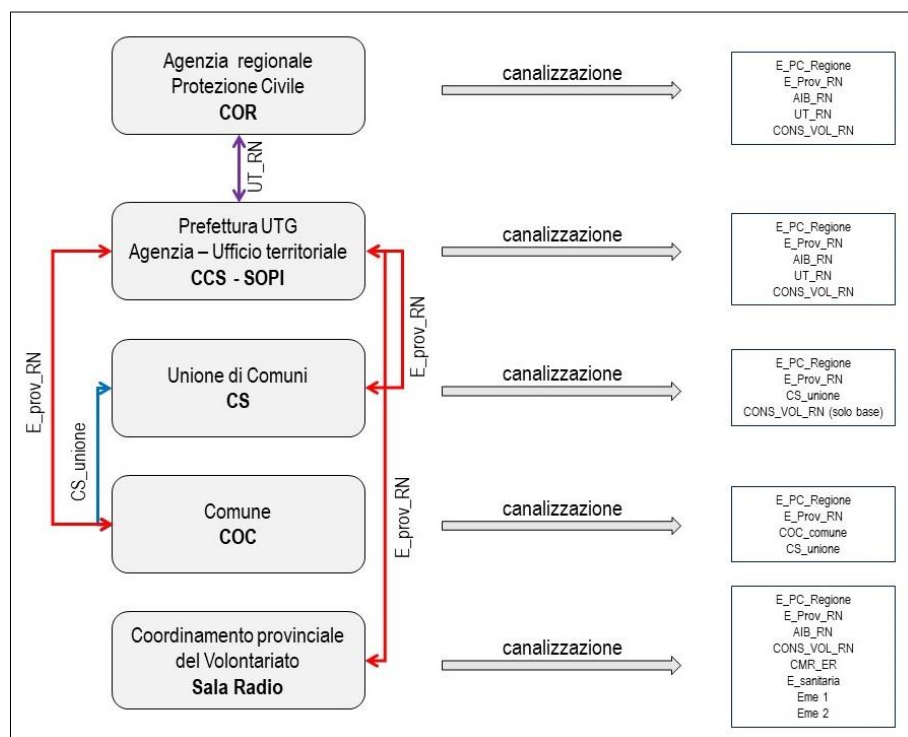 Agenzia regionale
Protezione Civile
COR
canalizzazione
E_PC_Regione
E_Prov_RN
AIB_RN
UT_RN
CONS_VOL_RN
UT_RN
Prefettura UTG
Agenzia – Ufficio territoriale
CCS - SOPI
canalizzazione
E_PC_Regione
E_Prov_RN
AIB_RN
UT_RN
CONS_VOL_RN
E_prov_RN
E_prov_RN
Unione di Comuni
CS
canalizzazione
E_PC_Regione
E_Prov_RN
CS_unione
CONS_VOL_RN (solo base)
CS_unione
E_prov_RN
Comune
COC
canalizzazione
E_PC_Regione
E_Prov_RN
COC_comune
CS_unione
Coordinamento provinciale
del Volontariato
Sala Radio
canalizzazione
E_PC_Regione
E_Prov_RN
AIB_RN
CONS_VOL_RN
CMR_ER
E_sanitaria
Eme 1
Eme 2